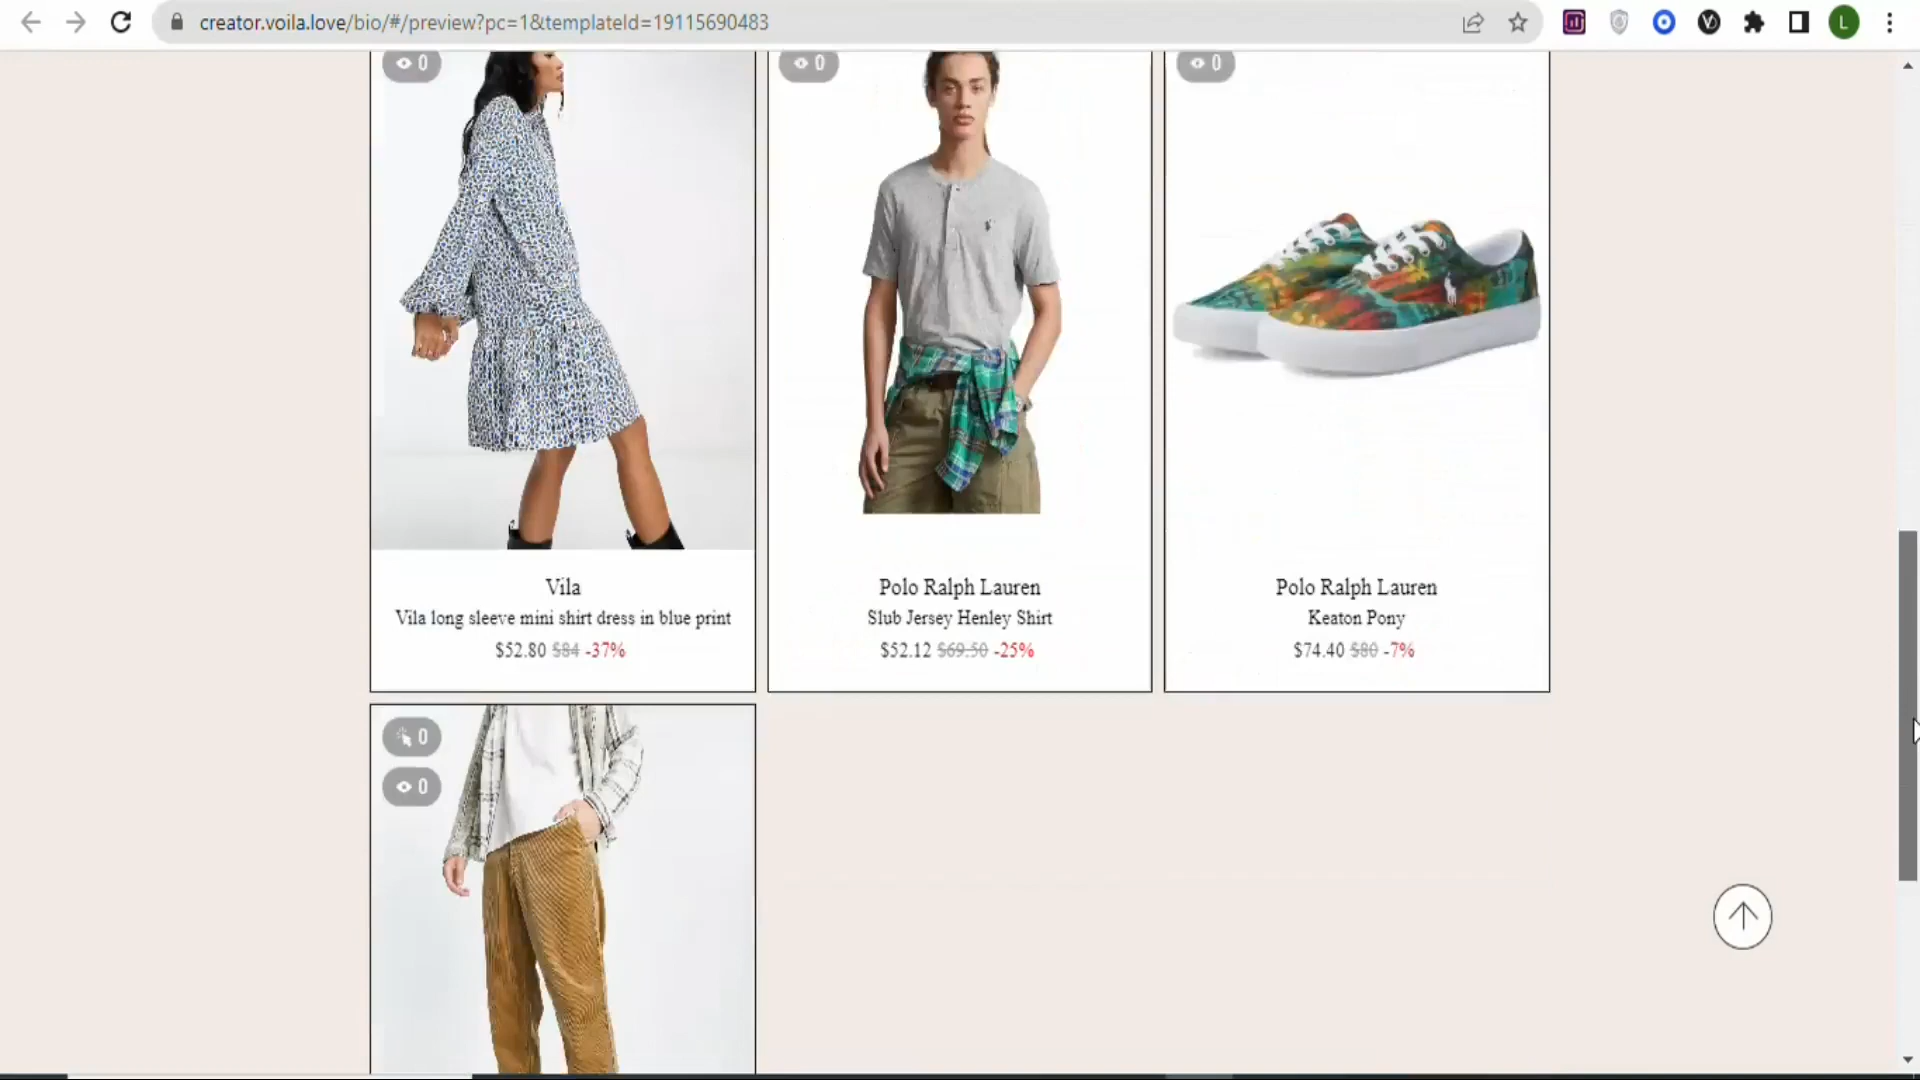 creator.voila.love/bio/#/preview?pc=1&templateId=19115690483
L
0
0
0
Vila
Vila long sleeve mini shirt dress in blue print
$52.80 $84 -37%
Polo Ralph Lauren
Slub Jersey Henley Shirt
$52.12 $69.50 -25%
Polo Ralph Lauren
Keaton Pony
$74.40 $80 -7%
0
0